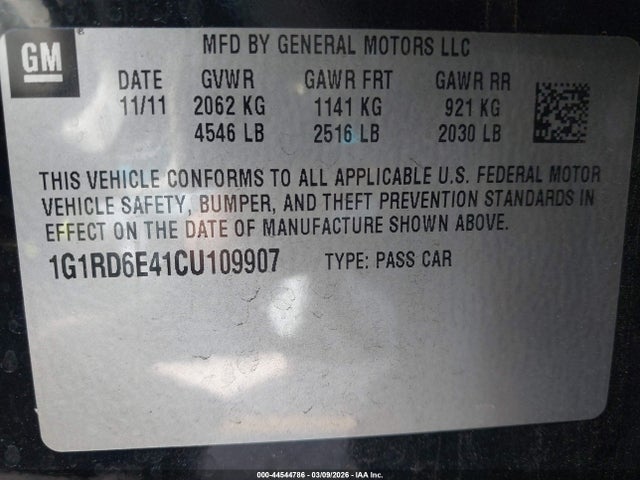 GM
®
MFD BY GENERAL MOTORS LLC
DATE GVWR GAWR FRT GAWR RR
11/11 2062 KG 1141 KG 921 KG
4546 LB 2516 LB 2030 LB
THIS VEHICLE CONFORMS TO ALL APPLICABLE U.S. FEDERAL MOTOR
VEHICLE SAFETY, BUMPER, AND THEFT PREVENTION STANDARDS IN
EFFECT ON THE DATE OF MANUFACTURE SHOWN ABOVE.
1G1RD6E41CU109907 TYPE: PASS CAR
000-44544786 - 03/09/2026 - IAA Inc.